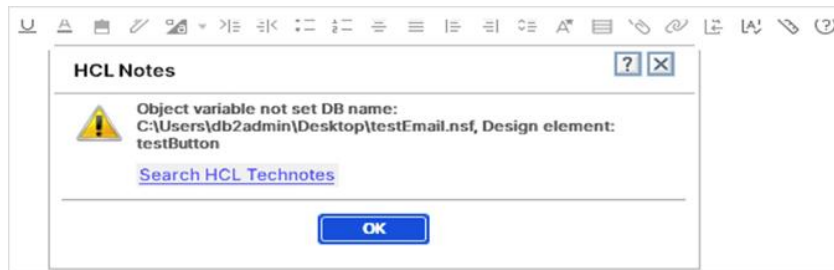 HCL Notes
Object variable not set DB name:
C:\Users\db2admin\Desktop\testEmail.nsf, Design element:
testButton
Search HCL Technotes
OK